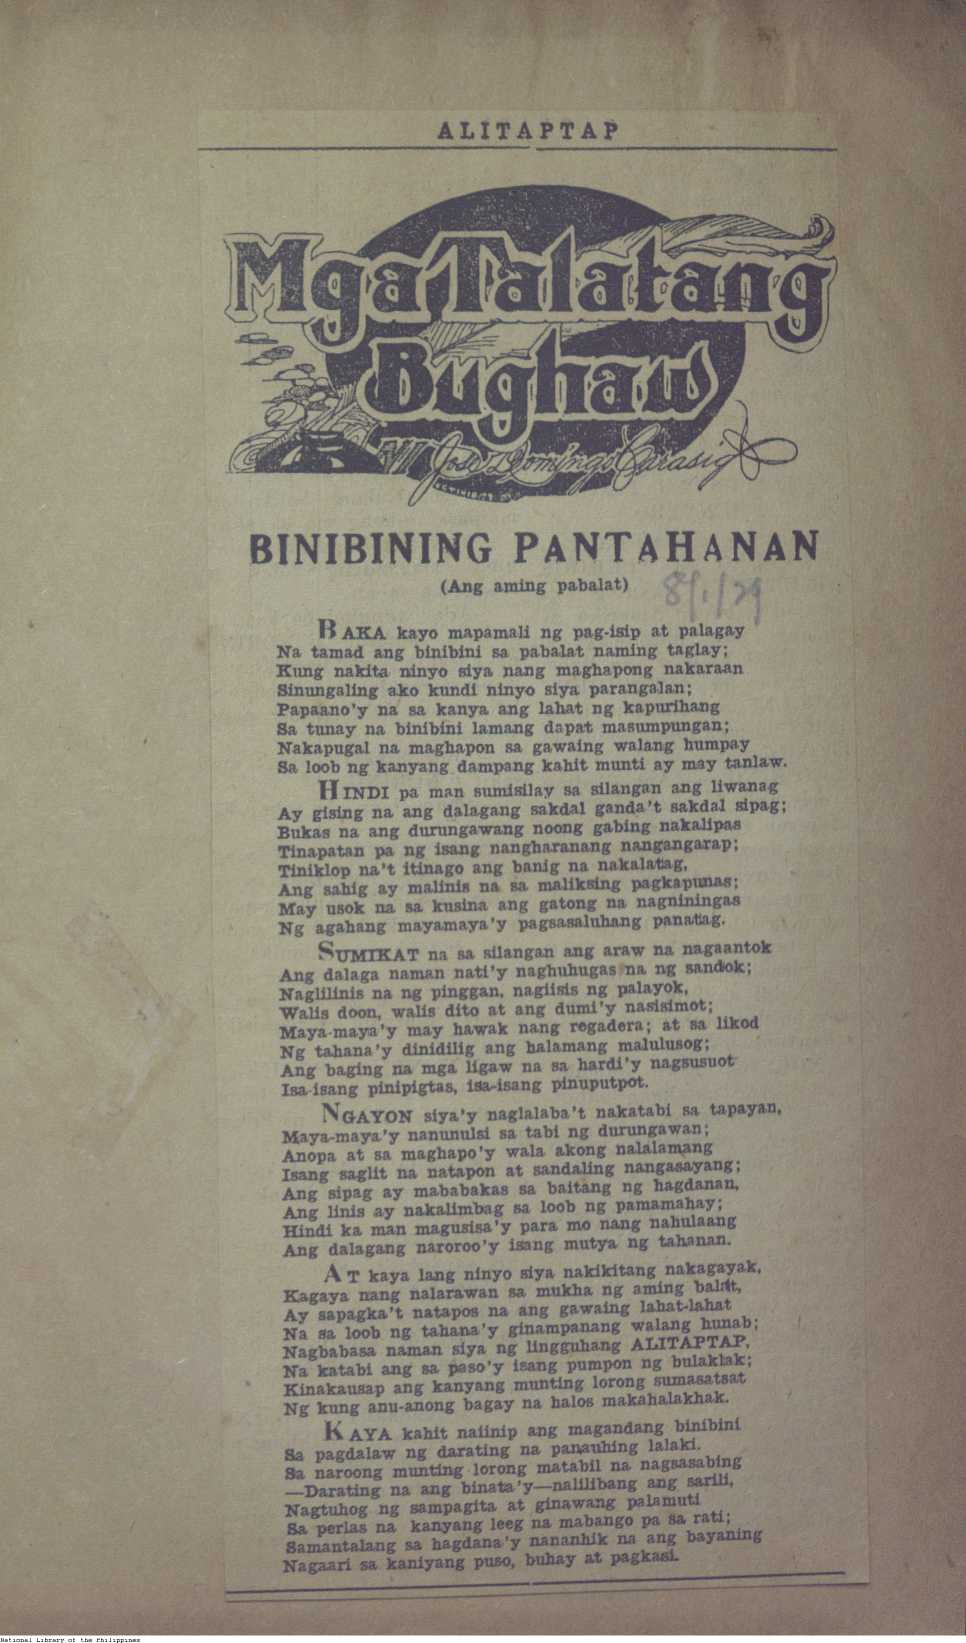 ALITAPTAP
Mga Talatang
Bughaw
NI Jose Domingo Karasig
BINIBINING PANTAHANAN
(Ang aming pabalat)
8/1/29
BAKA kayo mapamali ng pag-isip at palagay
Na tamad ang binibini sa pabalat naming taglay;
Kung nakita ninyo siya nang maghapong nakaraan
Sinungaling ako kundi ninyo siya parangalan;
Papaano'y na sa kanya ang lahat ng kapurihang
Sa tunay na binibini lamang dapat masumpungan;
Nakapugal na maghapon sa gawaing walang humpay
Sa loob ng kanyang dampang kahit munti ay may tanlaw.
HINDI pa man sumisilay sa silangan ang liwanag
Ay gising na ang dalagang sakdal ganda't sakdal sipag;
Bukas na ang durungawang noong gabing nakalipas
Tinapatan pa ng isang nangharanang nangangarap;
Tiniklop na't itinago ang banig na nakalatag,
Ang sahig ay malinis na sa maliksing pagkapunas;
May usok na sa kusina ang gatong na nagniningas
Ng agahang mayamaya'y pagsasaluhang panatag.
SUMIKAT na sa silangan ang araw na nagaantok
Ang dalaga naman nati'y naghuhugas na ng sandok;
Naglilinis na ng pinggan, nagiisis ng palayok,
Walis doon, walis dito at ang dumi'y nasisimot;
Maya-maya'y may hawak nang regadera; at sa likod
Ng tahana'y dinidilig ang halamang malulusog;
Ang baging na mga ligaw na sa hardi'y nagsusuot
Isa-isang pinipigtas, isa-isang pinuputpot.
NGAYON siya'y naglalaba't nakatabi sa tapayan,
Maya-maya'y nanunulsi sa tabi ng durungawan;
Anopa at sa maghapo'y wala akong nalalamang
Isang saglit na natapon at sandaling nangasayang;
Ang sipag ay mababakas sa baitang ng hagdanan,
Ang linis ay nakalimbag sa loob ng pamamahay;
Hindi ka man magusisa'y para mo nang nahulaang
Ang dalagang naroroo'y isang mutya ng tahanan.
AT kaya lang ninyo siya nakikitang nakagayak,
Kagaya nang nalarawan sa mukha ng aming balat,
Ay sapagka't natapos na ang gawaing lahat-lahat
Na sa loob ng tahana'y ginampanang walang hunab;
Nagbabasa naman siya ng lingguhang ALITAPTAP,
Na katabi ang sa paso'y isang pumpon ng bulaklak;
Kinakausap ang kanyang munting lorong sumasatsat
Ng kung anu-anong bagay na halos makahalakhak.
KAYA kahit naiinip ang magandang binibini
Sa pagdalaw ng darating na panauhing lalaki.
Sa naroong munting lorong matabil na nagsasabing
—Darating na ang binata'y—nalilibang ang sarili,
Nagtuhog ng sampagita at ginawang palamuti
Sa perlas na kanyang leeg na mabango pa sa rati;
Samantalang sa hagdana'y nananhik na ang bayaning
Nagaari sa kaniyang puso, buhay at pagkasi.
National Library of the Philippines